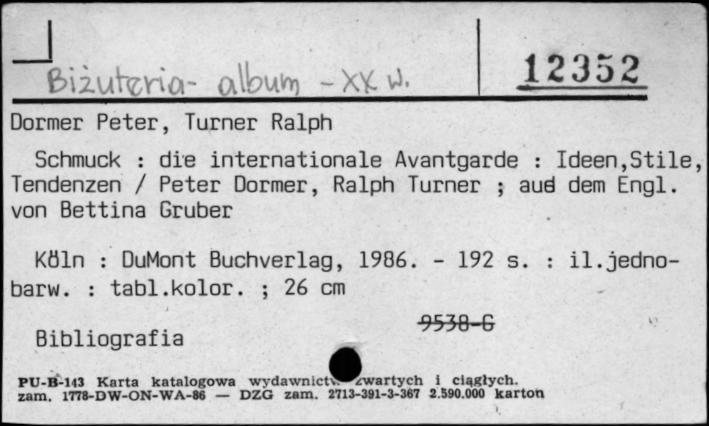 Biżuteria - album - XX w.
12352
Dormer Peter, Turner Ralph
Schmuck : die internationale Avantgarde : Ideen,Stile,
Tendenzen / Peter Dormer, Ralph Turner ; aus dem Engl.
von Bettina Gruber
Köln : DuMont Buchverlag, 1986. - 192 s. : il.jedno-
barw. : tabl.kolor. ; 26 cm
9538-G
Bibliografia
PU-B-143 Karta katalogowa wydawnictw zwartych i ciągłych.
zam. 1778-DW-ON-WA-86 — DZG zam. 2713-391-3-367 2.590.000 karton